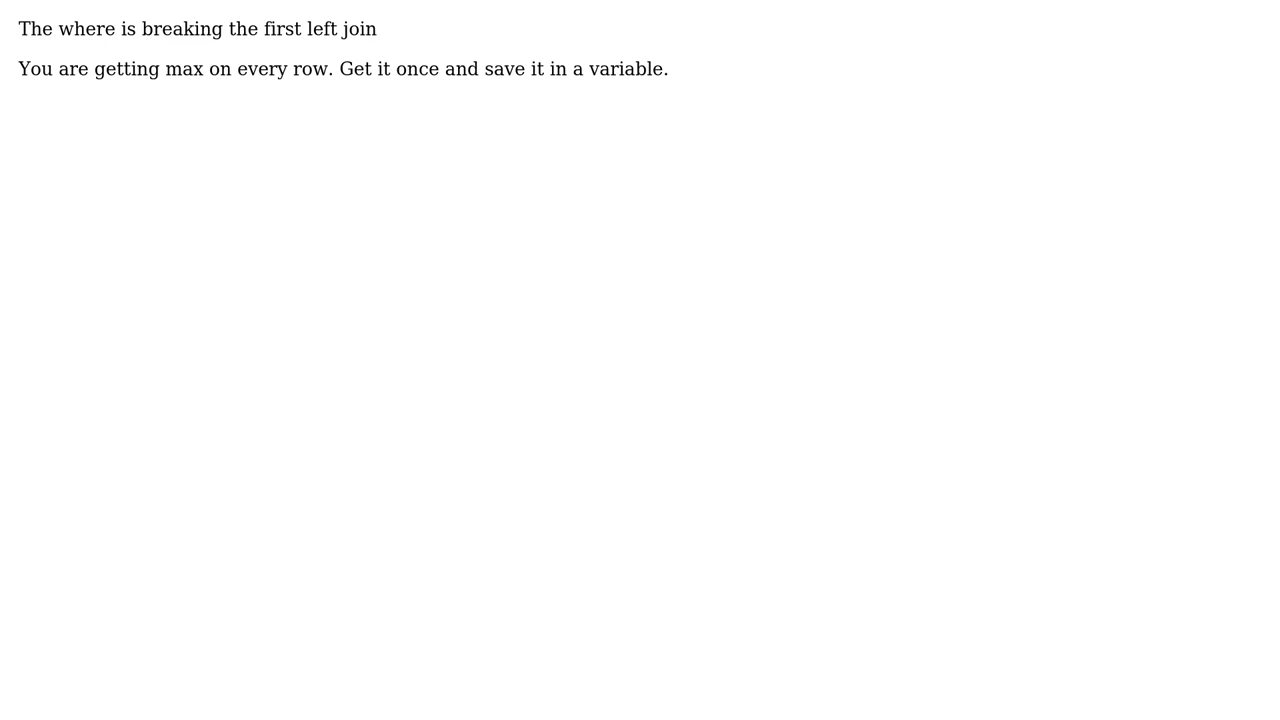 The where is breaking the first left join
You are getting max on every row. Get it once and save it in a variable.